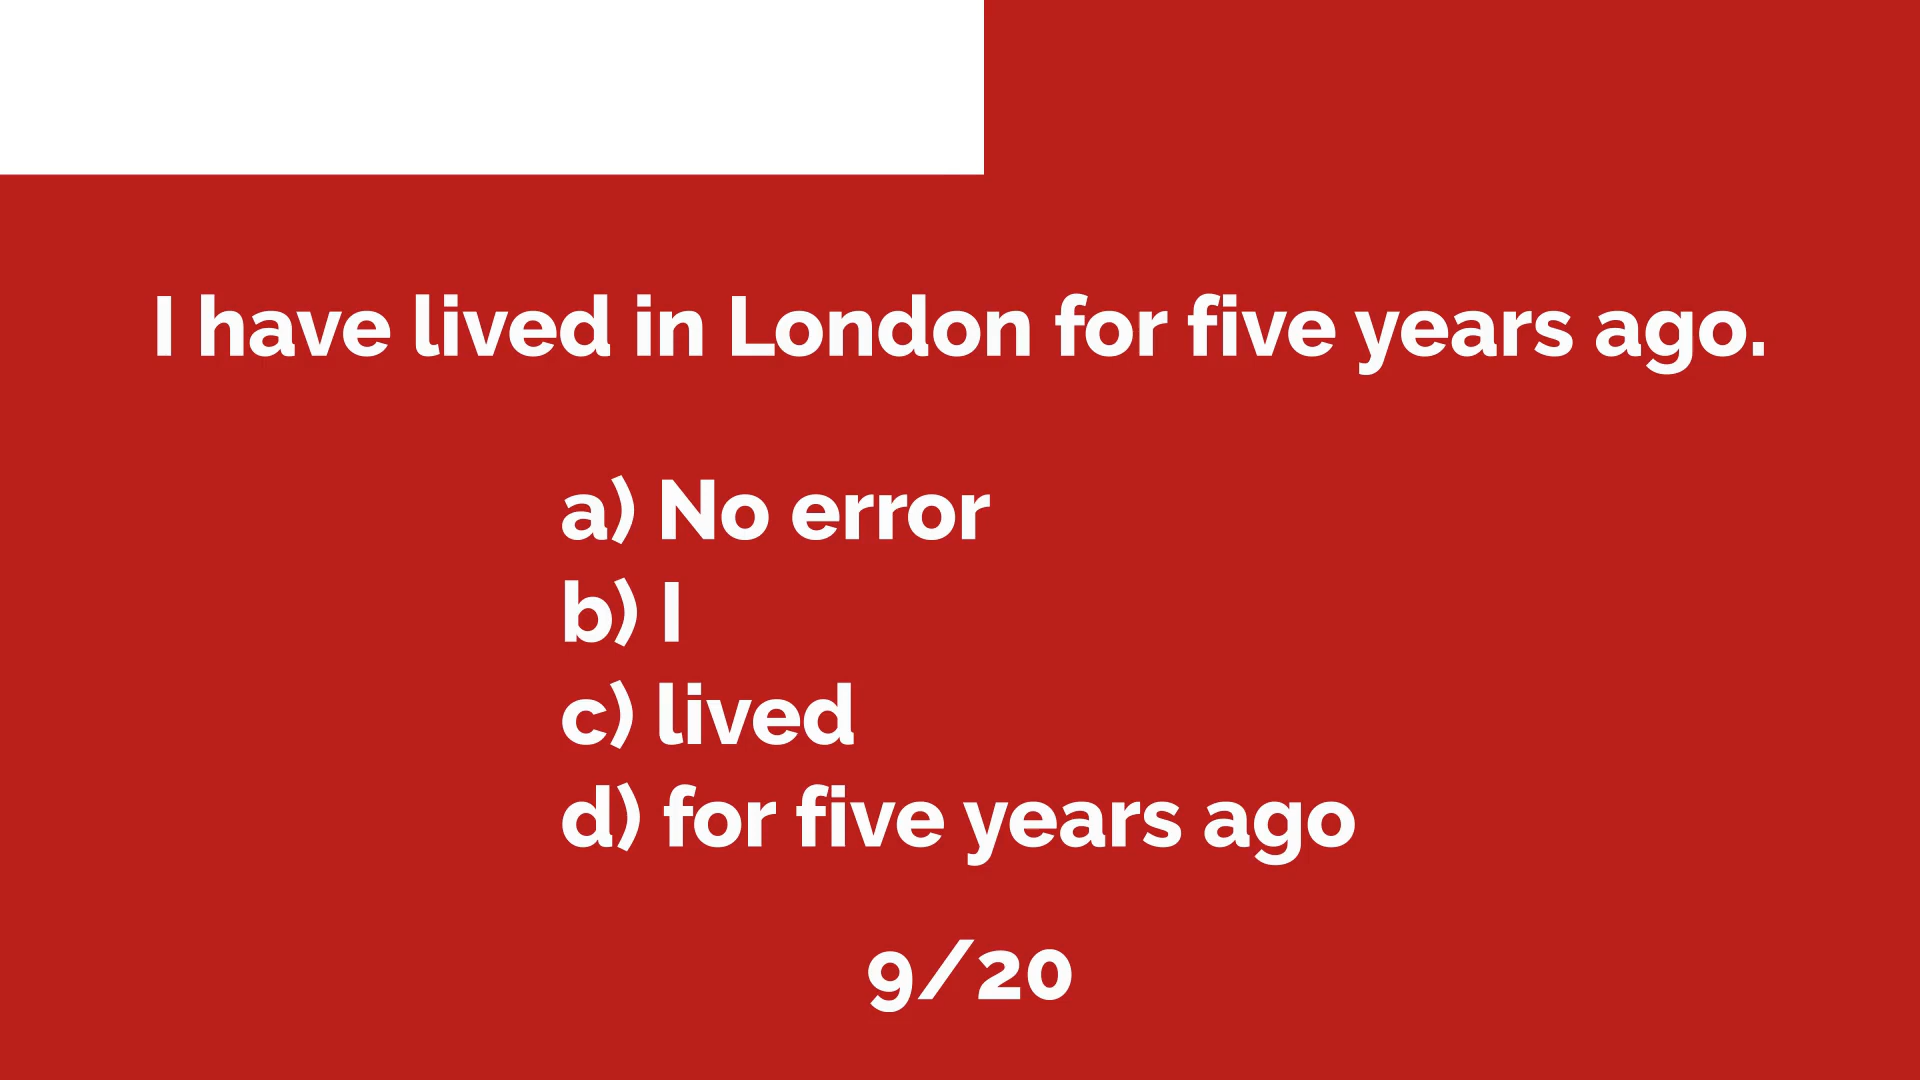 I have lived in London for five years ago.
a) No error
b) I
c) lived
d) for five years ago
9/20